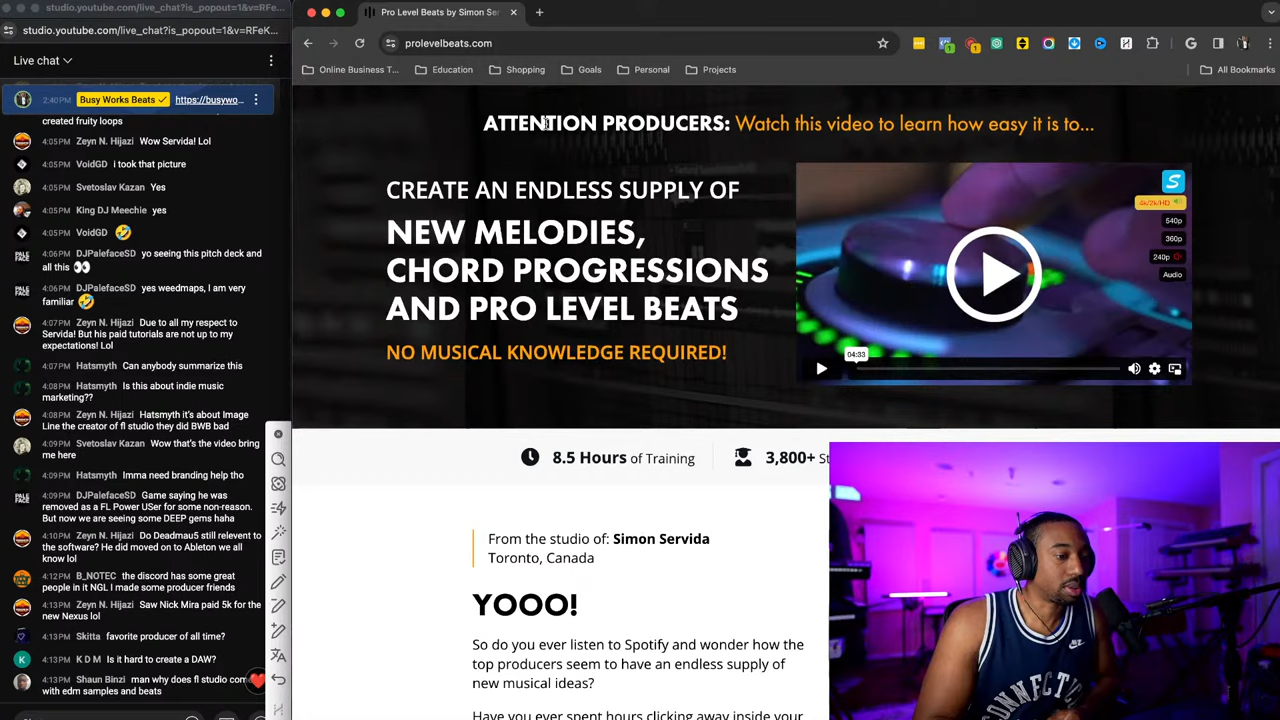 studio.youtube.com/live_chat?is_popout=1&v=RFeK...
studio.youtube.com/live_chat?is_popout=1&v=RFeK...
Live chat
2:40PM Busy Works Beats https://busywo...
created fruity loops
4:05PM Zeyn N. Hijazi Wow Servida! Lol
4:05PM VoidGD i took that picture
4:05PM Svetoslav Kazan Yes
4:05PM King DJ Meechie yes
4:05PM VoidGD 🤣
4:06PM DJPalefaceSD yo seeing this pitch deck and
all this 👀
4:06PM DJPalefaceSD yes weedmaps, I am very
familiar 🤣
4:07PM Zeyn N. Hijazi Due to all my respect to
Servida! But his paid tutorials are not up to my
expectations! Lol
4:07PM Hatsmyth Can anybody summarize this
4:08PM Hatsmyth Is this about indie music
marketing??
4:08PM Zeyn N. Hijazi Hatsmyth it's about Image
Line the creator of fl studio they did BWB bad
4:09PM Svetoslav Kazan Wow that's the video bring
me here
4:09PM Hatsmyth Imma need branding help tho
4:09PM DJPalefaceSD Game saying he was
removed as a FL Power USer for some non-reason.
But now we are seeing some DEEP gems haha
4:10PM Zeyn N. Hijazi Do Deadmau5 still relevent to
the software? He did moved on to Ableton we all
know lol
4:12PM B_NOTEC the discord has some great
people in it NGL I made some producer friends
4:13PM Zeyn N. Hijazi Saw Nick Mira paid 5k for the
new Nexus lol
4:13PM Skitta favorite producer of all time?
4:13PM K D M Is it hard to create a DAW?
4:13PM Shaun Binzi man why does fl studio com
with edm samples and beats
Pro Level Beats by Simon Ser
prolevelbeats.com
Online Business T... Education Shopping Goals Personal Projects All Bookmarks
ATTENTION PRODUCERS: Watch this video to learn how easy it is to...
CREATE AN ENDLESS SUPPLY OF
NEW MELODIES,
CHORD PROGRESSIONS
AND PRO LEVEL BEATS
NO MUSICAL KNOWLEDGE REQUIRED!
4k/2k/HD
540p
360p
240p
Audio
04:33
8.5 Hours of Training 3,800+ St
From the studio of: Simon Servida
Toronto, Canada
YOOO!
So do you ever listen to Spotify and wonder how the
top producers seem to have an endless supply of
new musical ideas?
Have you ever spent hours clicking away inside your
CONNECTICUT